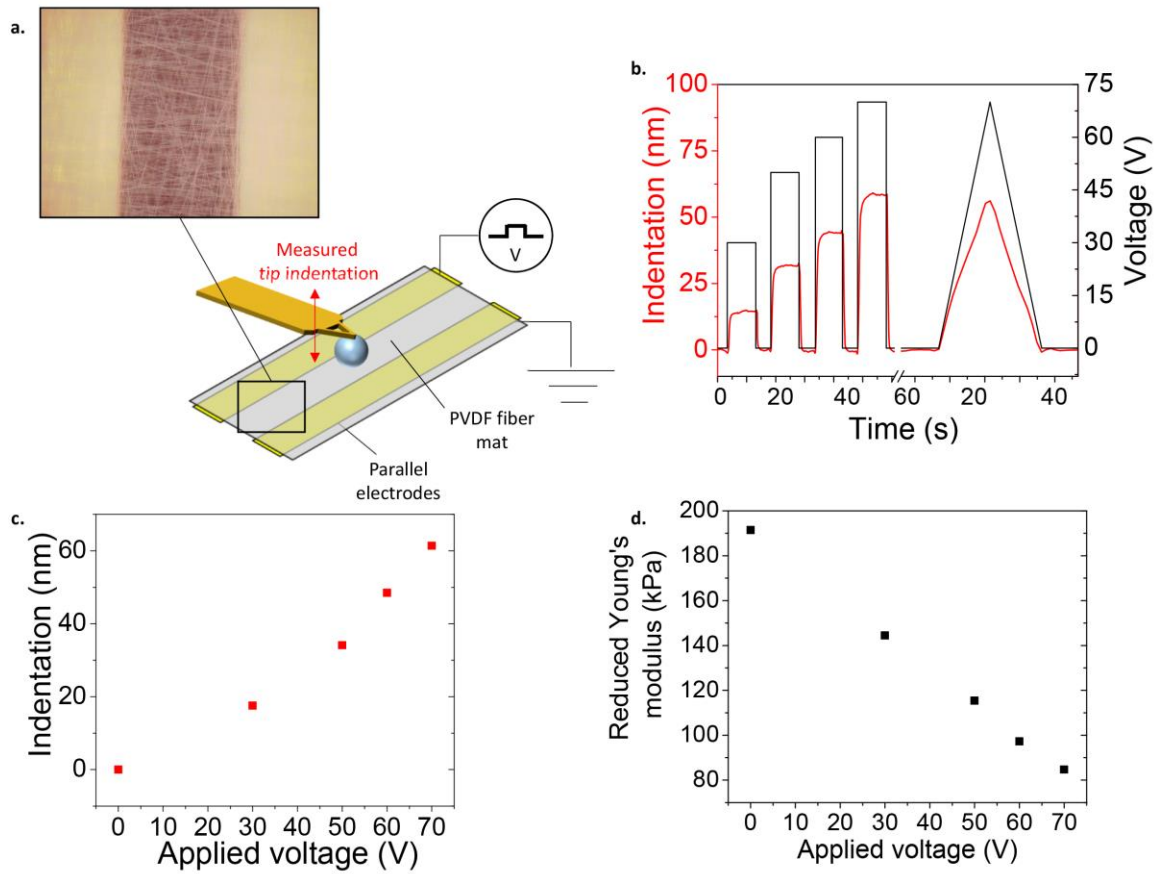 a.
Measured
tip indentation
V
PVDF fiber
mat
Parallel
electrodes
b.
100
75
50
25
0
Indentation (nm)
75
60
45
30
15
0
Voltage (V)
0 20 40 60 20 40
Time (s)
c.
60
40
20
0
Indentation (nm)
0 10 20 30 40 50 60 70
Applied voltage (V)
d.
200
180
160
140
120
100
80
Reduced Young's
modulus (kPa)
0 10 20 30 40 50 60 70
Applied voltage (V)